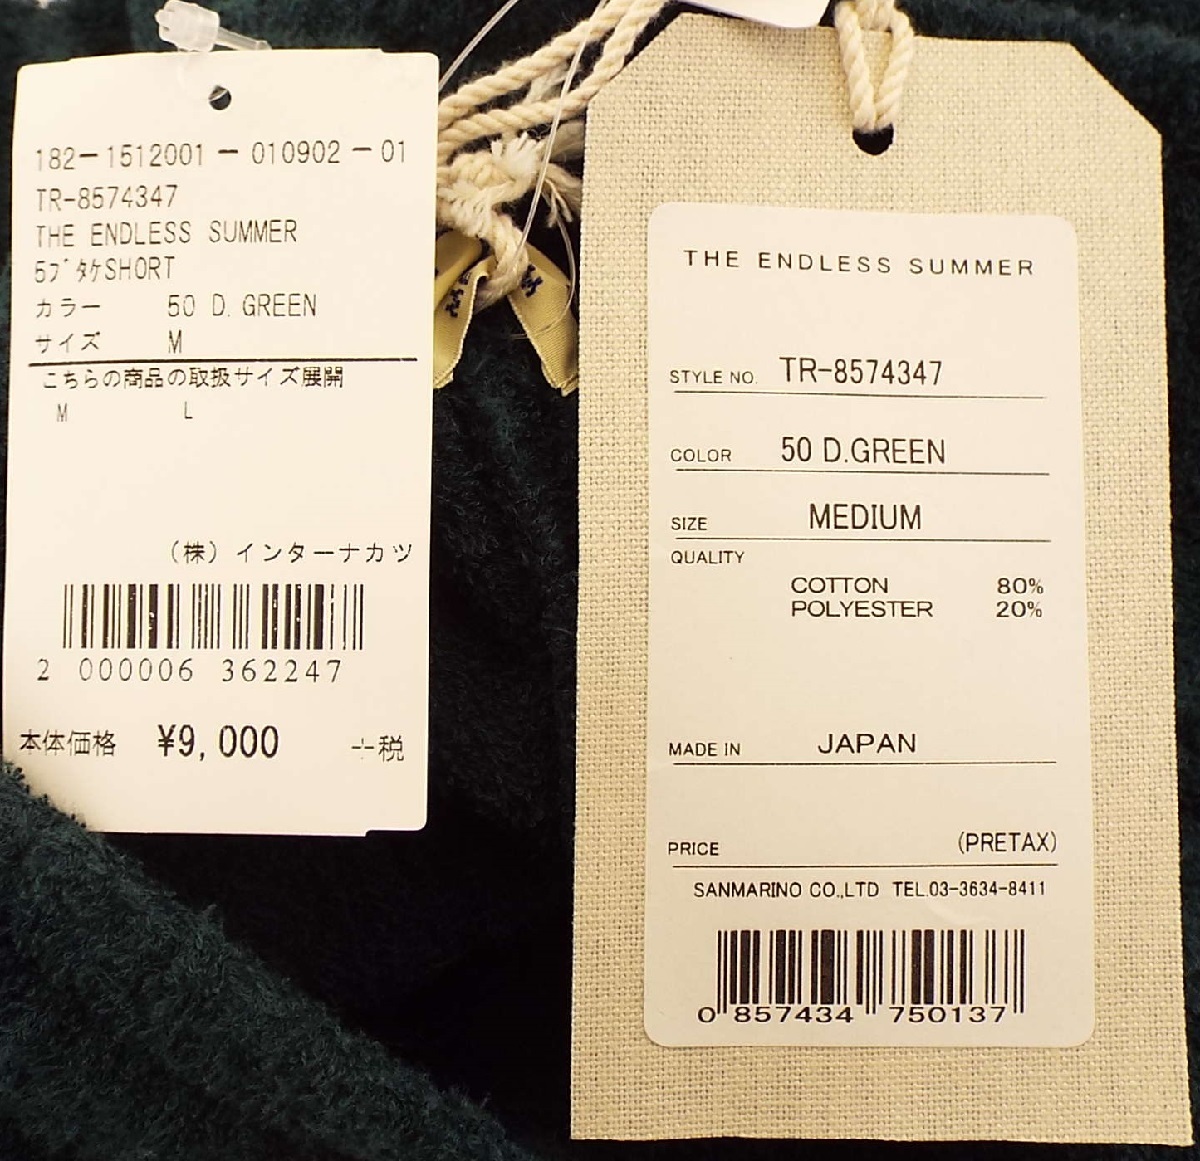 182-1512001-010902-01
TR-8574347
THE ENDLESS SUMMER
5ブタケSHORT
カラー 50 D.GREEN
サイズ M
こちらの商品の取扱サイズ展開
M L
(株)インターナカツ
2 000006 362247
本体価格 ¥9,000 +税
THE ENDLESS SUMMER
STYLE NO. TR-8574347
COLOR 50 D.GREEN
SIZE MEDIUM
QUALITY
COTTON 80%
POLYESTER 20%
MADE IN JAPAN
PRICE (PRETAX)
SANMARINO CO.,LTD TEL.03-3634-8411
0 857434 750137